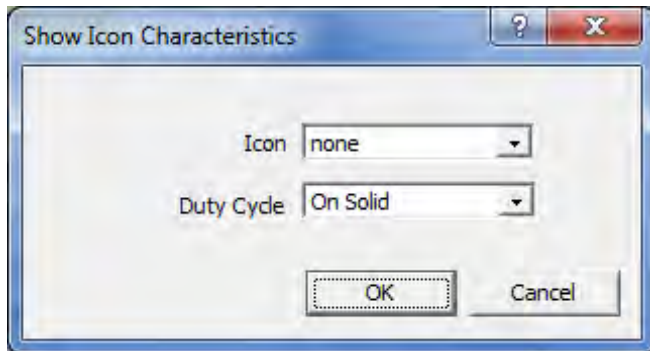 Show Icon Characteristics
?
X
Icon none
Duty Cycle On Solid
OK Cancel